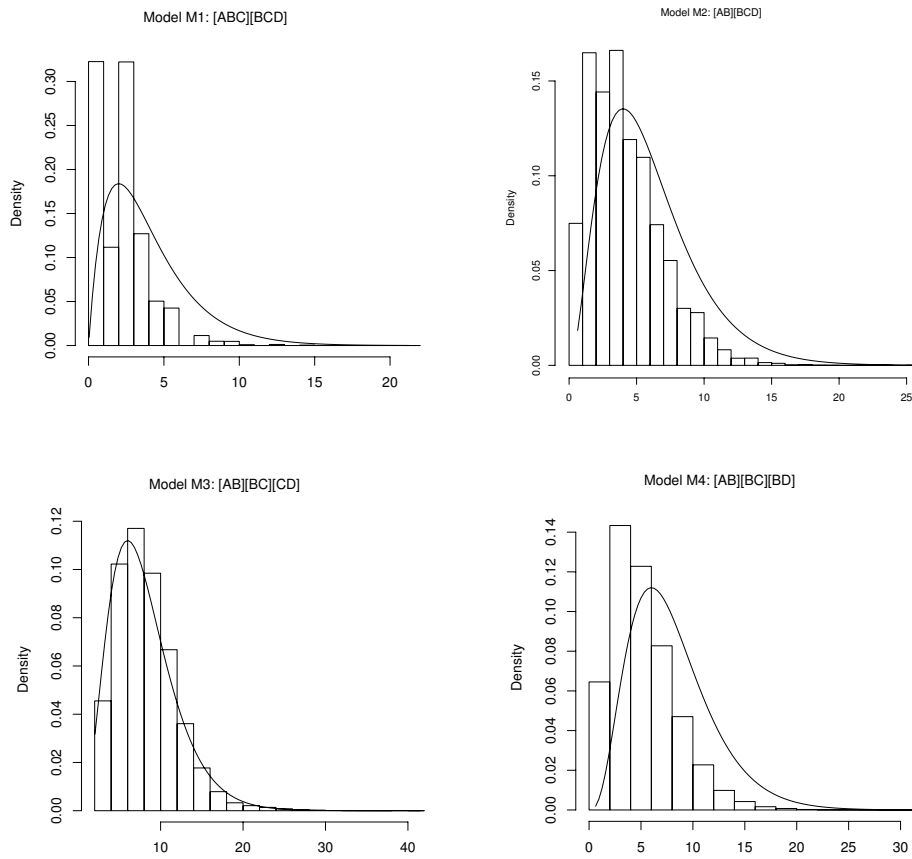 Model M1: [ABC][BCD]
Density
0.00 0.05 0.10 0.15 0.20 0.25 0.30
0 5 10 15 20
Model M2: [AB][BCD]
Density
0.00 0.05 0.10 0.15
0 5 10 15 20 25
Model M3: [AB][BC][CD]
Density
0.00 0.02 0.04 0.06 0.08 0.10 0.12
10 20 30 40
Model M4: [AB][BC][BD]
Density
0.00 0.02 0.04 0.06 0.08 0.10 0.12 0.14
0 5 10 15 20 25 30